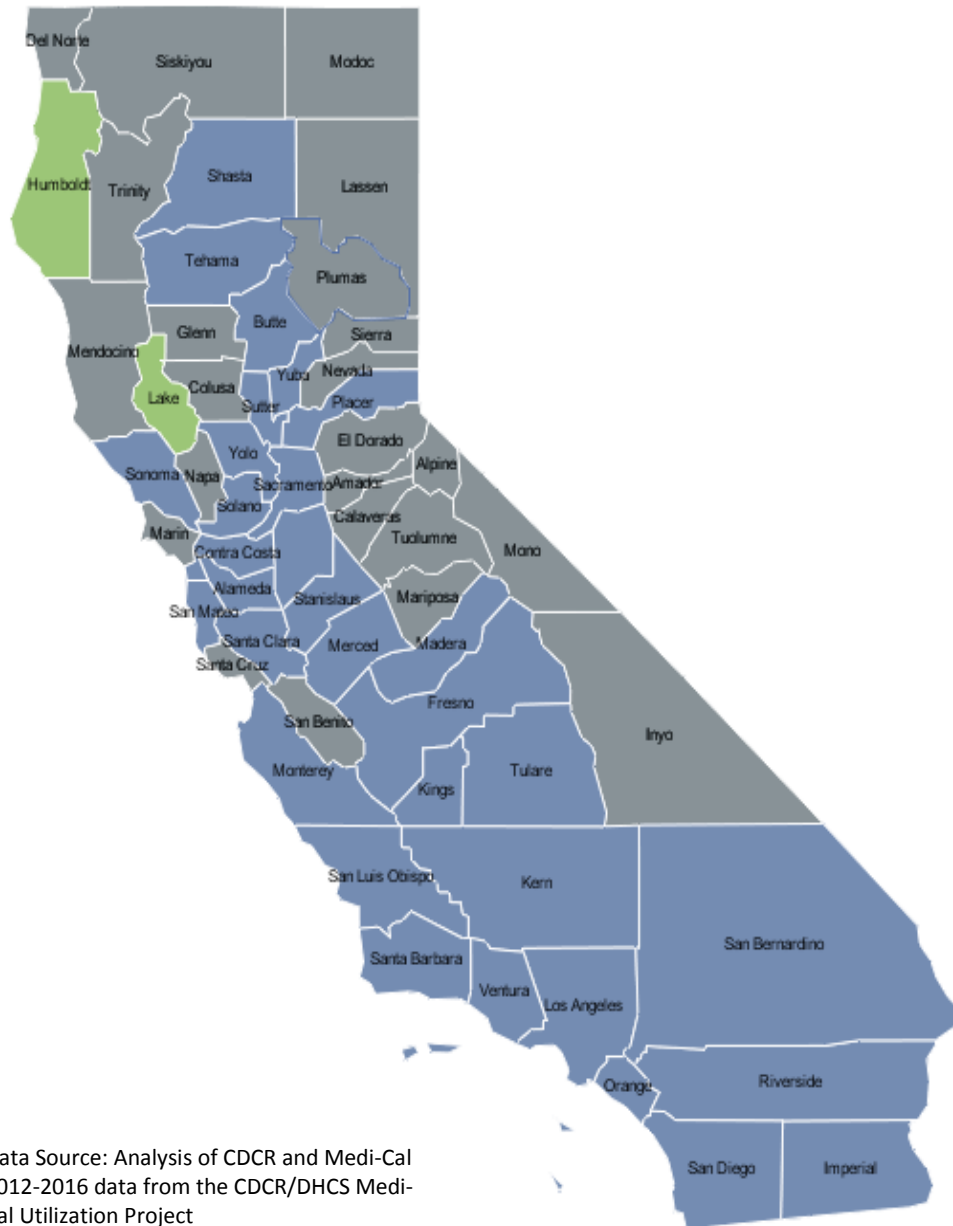 Del Norte
Siskiyou
Modoc
Humboldt
Trinity
Shasta
Lassen
Tehama
Plumas
Butte
Glenn
Sierra
Mendocino
Nevada
Yuba
Colusa
Lake
Sutter
Placer
El Dorado
Yolo
Alpine
Sonoma
Napa
Sacramento
Amador
Solano
Calaveras
Marin
Tuolumne
Contra Costa
Mono
Alameda
Stanislaus
Mariposa
San Mateo
Santa Clara
Merced
Madera
Santa Cruz
Fresno
San Benito
Inyo
Monterey
Tulare
Kings
San Luis Obispo
Kern
San Bernardino
Santa Barbara
Ventura
Los Angeles
Orange
Riverside
San Diego
Imperial
ata Source: Analysis of CDCR and Medi-Cal
012-2016 data from the CDCR/DHCS Medi-
al Utilization Project